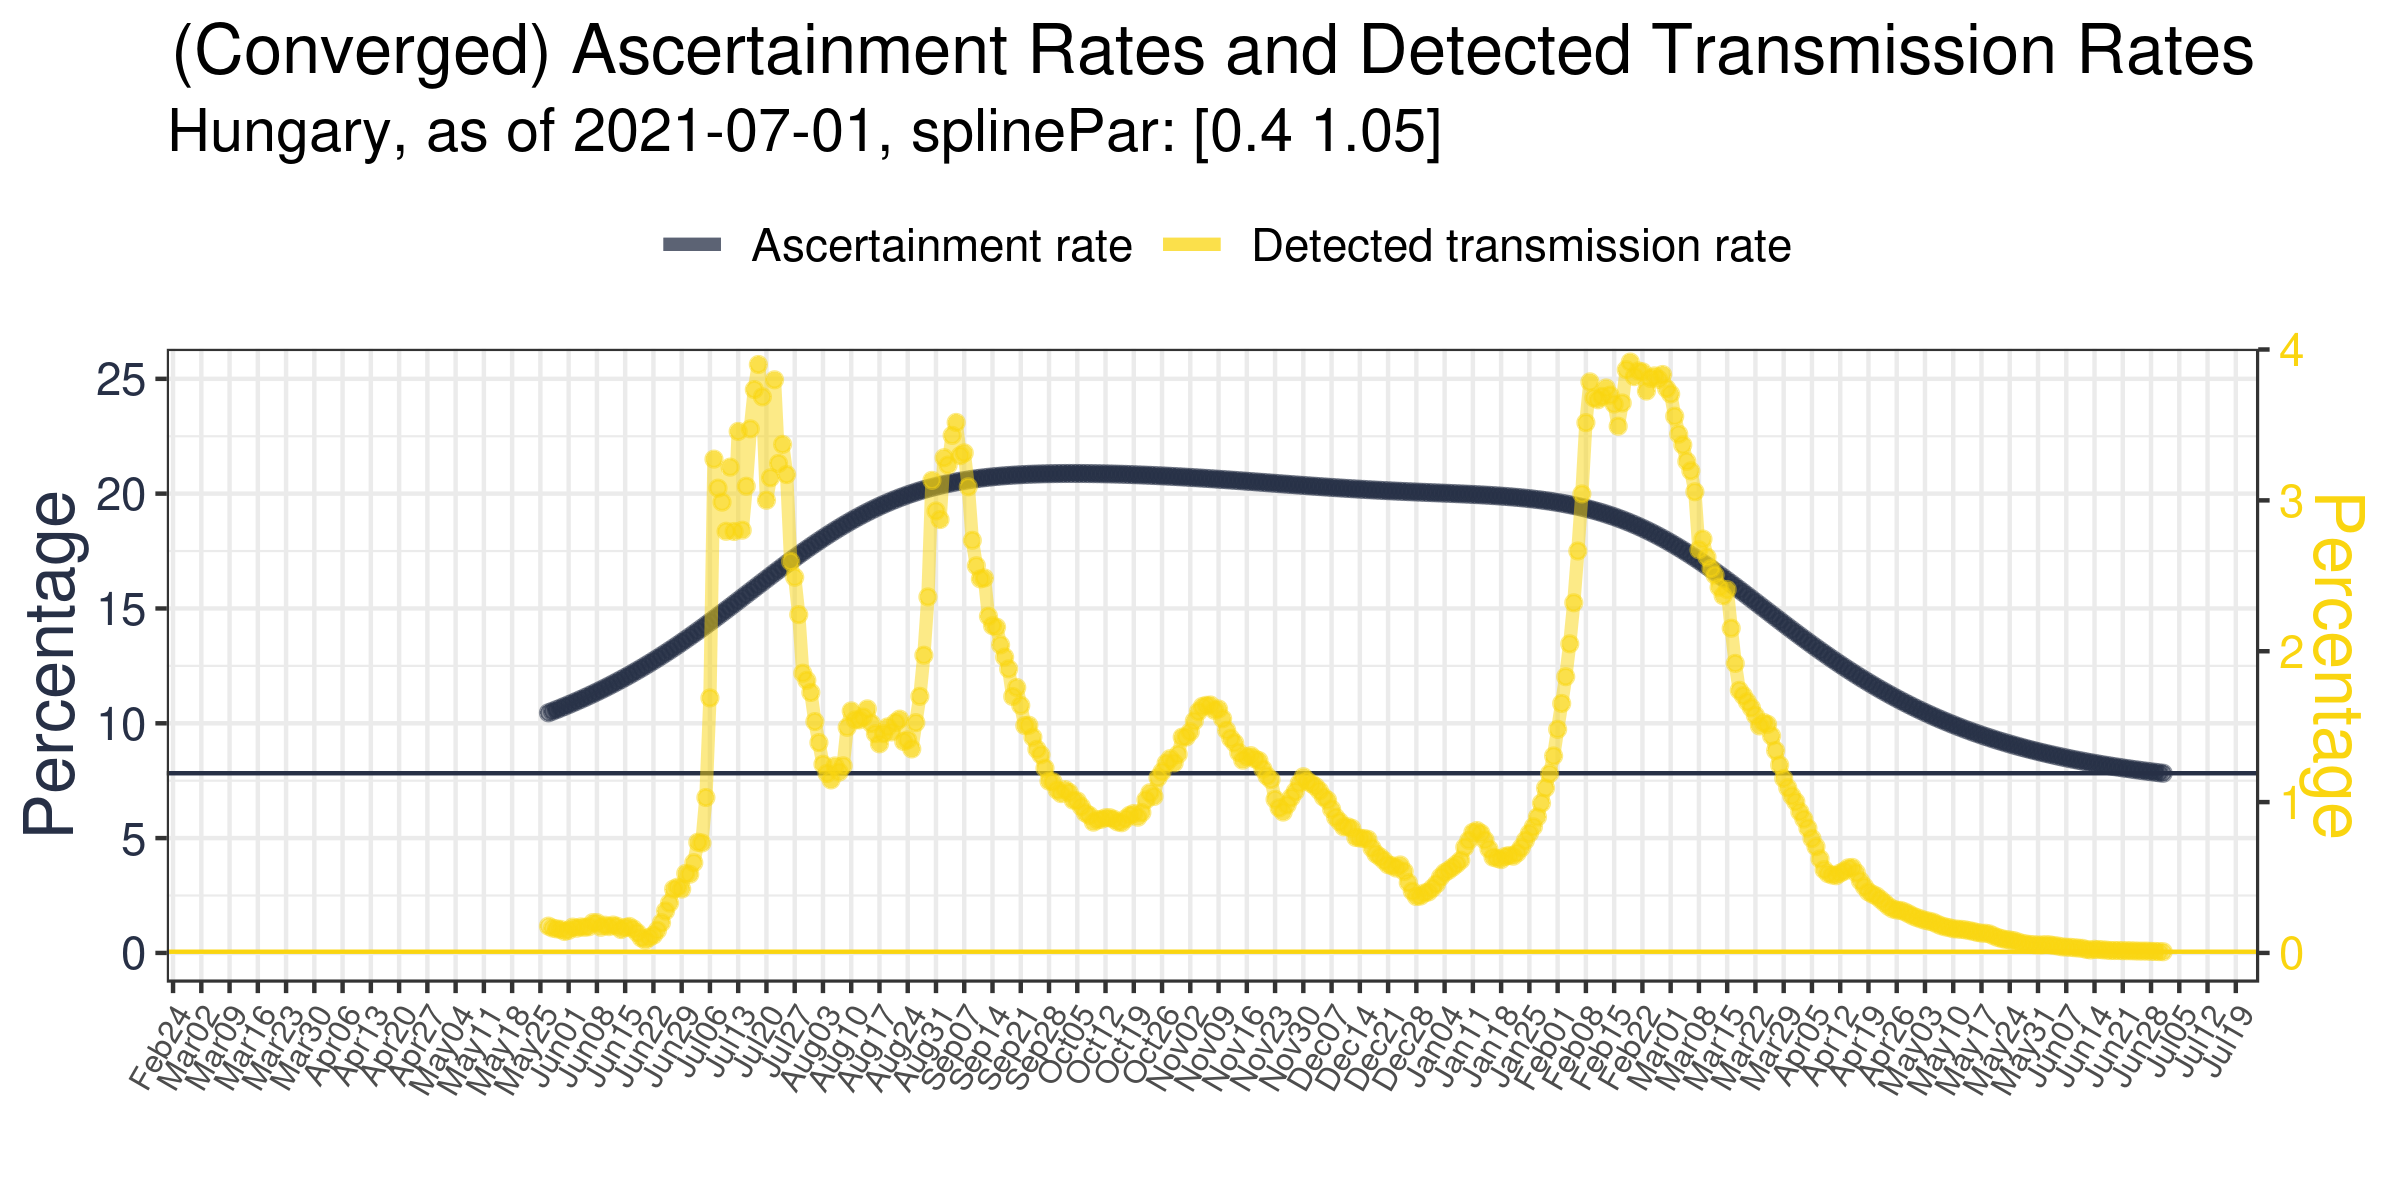 (Converged) Ascertainment Rates and Detected Transmission Rates
Hungary, as of 2021-07-01, splinePar: [0.4 1.05]
Ascertainment rate
Detected transmission rate
Percentage
25
20
15
10
5
0
4
3
2
1
0
Percentage
Feb24
Mar02
Mar09
Mar16
Mar23
Mar30
Apr06
Apr13
Apr20
Apr27
May04
May11
May18
May25
Jun01
Jun08
Jun15
Jun22
Jun29
Jul06
Jul13
Jul20
Jul27
Aug03
Aug10
Aug17
Aug24
Aug31
Sep07
Sep14
Sep21
Sep28
Oct05
Oct12
Oct19
Oct26
Nov02
Nov09
Nov16
Nov23
Nov30
Dec07
Dec14
Dec21
Dec28
Jan04
Jan11
Jan18
Jan25
Feb01
Feb08
Feb15
Feb22
Mar01
Mar08
Mar15
Mar22
Mar29
Apr05
Apr12
Apr19
Apr26
May03
May10
May17
May24
May31
Jun07
Jun14
Jun21
Jun28
Jul05
Jul12
Jul19